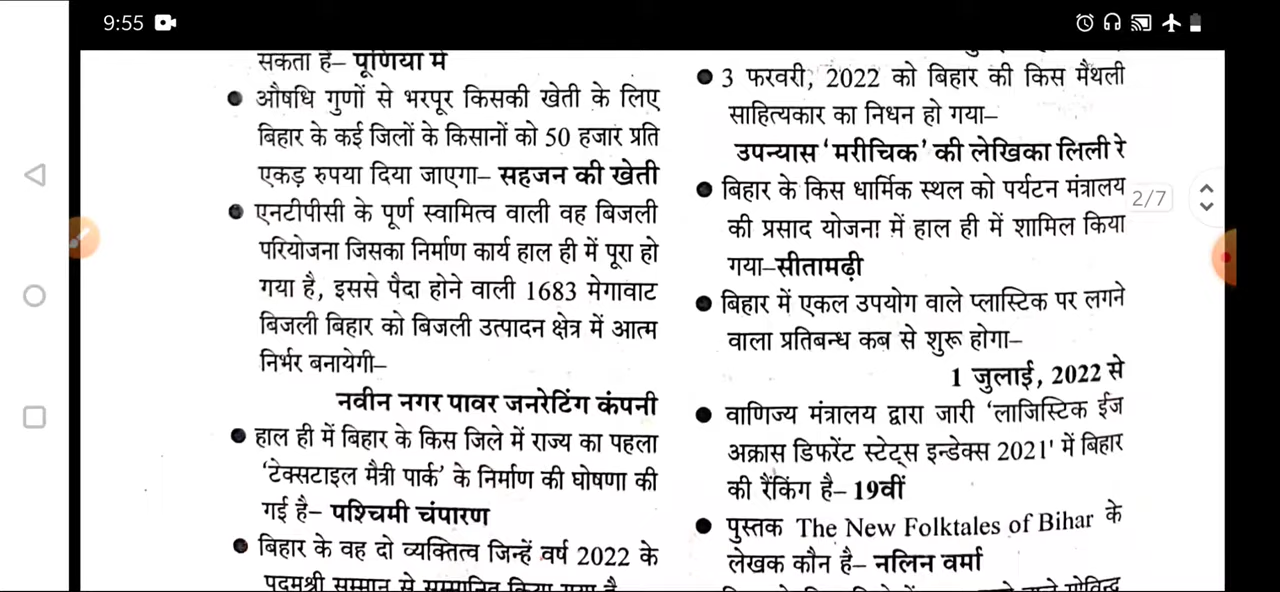 9:55
सकता है– पूर्णिया में
● औषधि गुणों से भरपूर किसकी खेती के लिए
बिहार के कई जिलों के किसानों को 50 हजार प्रति
एकड़ रुपया दिया जाएगा– सहजन की खेती
● एनटीपीसी के पूर्ण स्वामित्व वाली वह बिजली
परियोजना जिसका निर्माण कार्य हाल ही में पूरा हो
गया है, इससे पैदा होने वाली 1683 मेगावाट
बिजली बिहार को बिजली उत्पादन क्षेत्र में आत्म
निर्भर बनायेगी–
नवीन नगर पावर जनरेटिंग कंपनी
● हाल ही में बिहार के किस जिले में राज्य का पहला
'टेक्सटाइल मैत्री पार्क' के निर्माण की घोषणा की
गई है– पश्चिमी चंपारण
● बिहार के वह दो व्यक्तित्व जिन्हें वर्ष 2022 के
पदमश्री सम्मान से सम्मानित किया गया है
● 3 फरवरी, 2022 को बिहार की किस मैथली
साहित्यकार का निधन हो गया–
उपन्यास 'मरीचिक' की लेखिका लिली रे
● बिहार के किस धार्मिक स्थल को पर्यटन मंत्रालय
की प्रसाद योजना में हाल ही में शामिल किया
गया–सीतामढ़ी
● बिहार में एकल उपयोग वाले प्लास्टिक पर लगने
वाला प्रतिबन्ध कब से शुरू होगा–
1 जुलाई, 2022 से
● वाणिज्य मंत्रालय द्वारा जारी 'लाजिस्टिक ईज
अक्रास डिफरेंट स्टेट्स इन्डेक्स 2021' में बिहार
की रैंकिंग है– 19वीं
● पुस्तक The New Folktales of Bihar के
लेखक कौन है– नलिन वर्मा
2/7